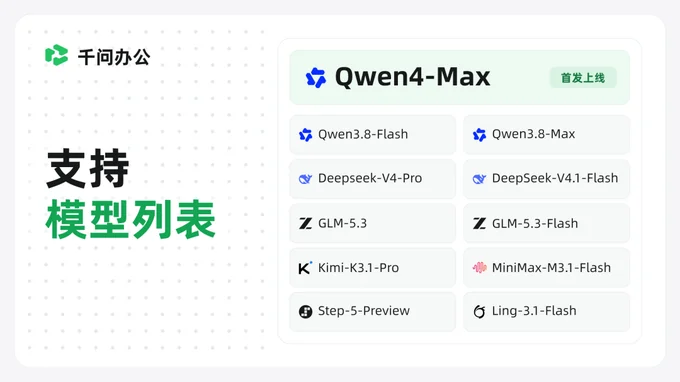 千问办公
支持
模型列表
Qwen4-Max
首发上线
Qwen3.8-Flash
Qwen3.8-Max
Deepseek-V4-Pro
DeepSeek-V4.1-Flash
GLM-5.3
GLM-5.3-Flash
Kimi-K3.1-Pro
MiniMax-M3.1-Flash
Step-5-Preview
Ling-3.1-Flash